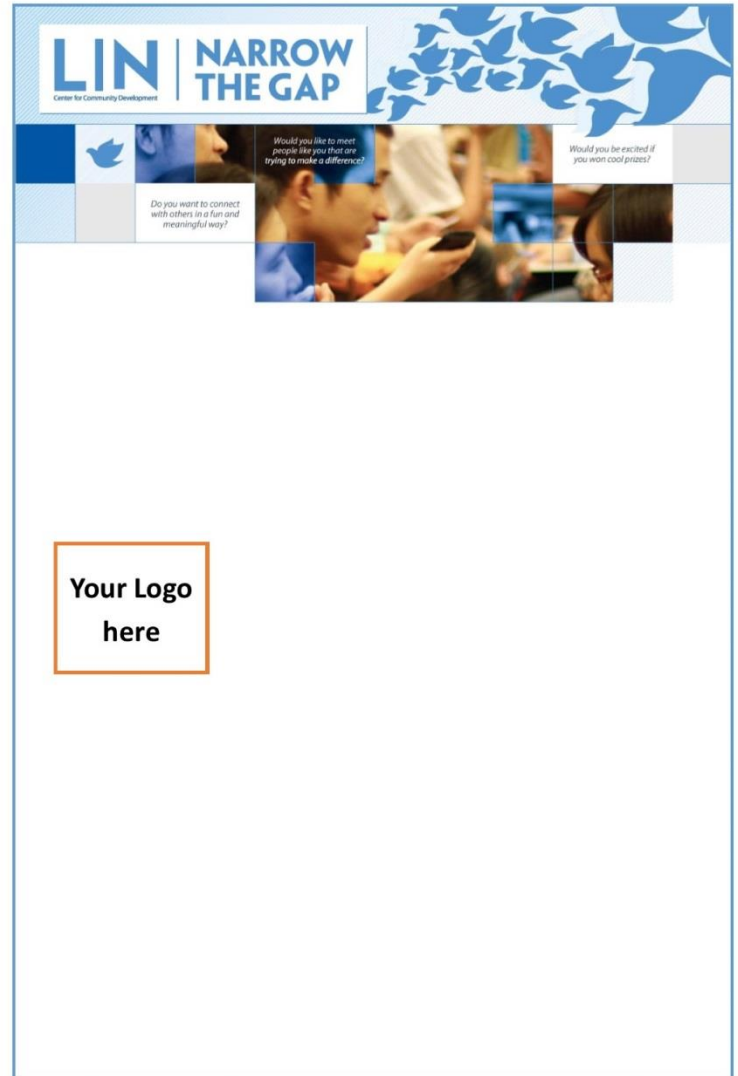 LIN
Center for Community Development
NARROW
THE GAP
Would you like to meet
people like you that are
trying to make a difference?
Would you be excited if
you won cool prizes?
Do you want to connect
with others in a fun and
meaningful way?
Your Logo
here